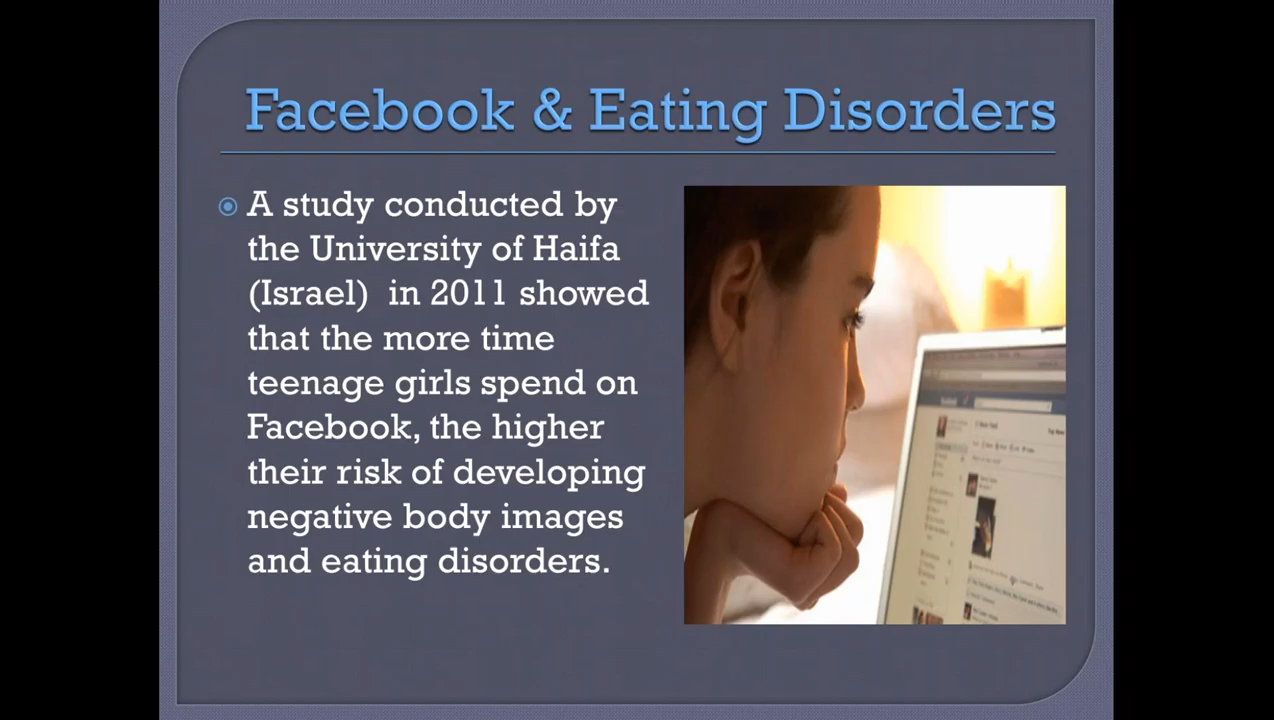 Facebook & Eating Disorders
A study conducted by
the University of Haifa
(Israel)  in 2011 showed
that the more time
teenage girls spend on
Facebook, the higher
their risk of developing
negative body images
and eating disorders.